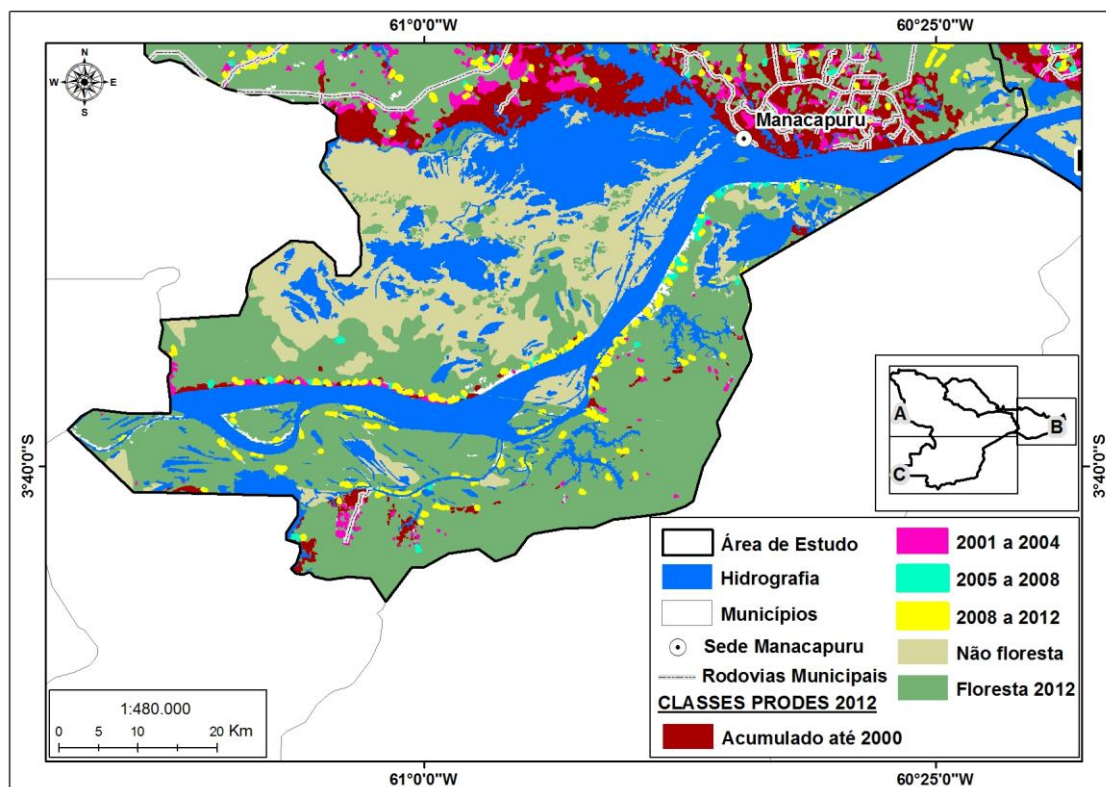 61°0'0"W
60°25'0"W
N
W
E
S
Manacapuru
3°40'0"S
3°40'0"S
A
B
C
Área de Estudo
Hidrografia
Municípios
Sede Manacapuru
Rodovias Municipais
CLASSES PRODES 2012
Acumulado até 2000
2001 a 2004
2005 a 2008
2008 a 2012
Não floresta
Floresta 2012
1:480.000
0 5 10 20 Km
61°0'0"W
60°25'0"W